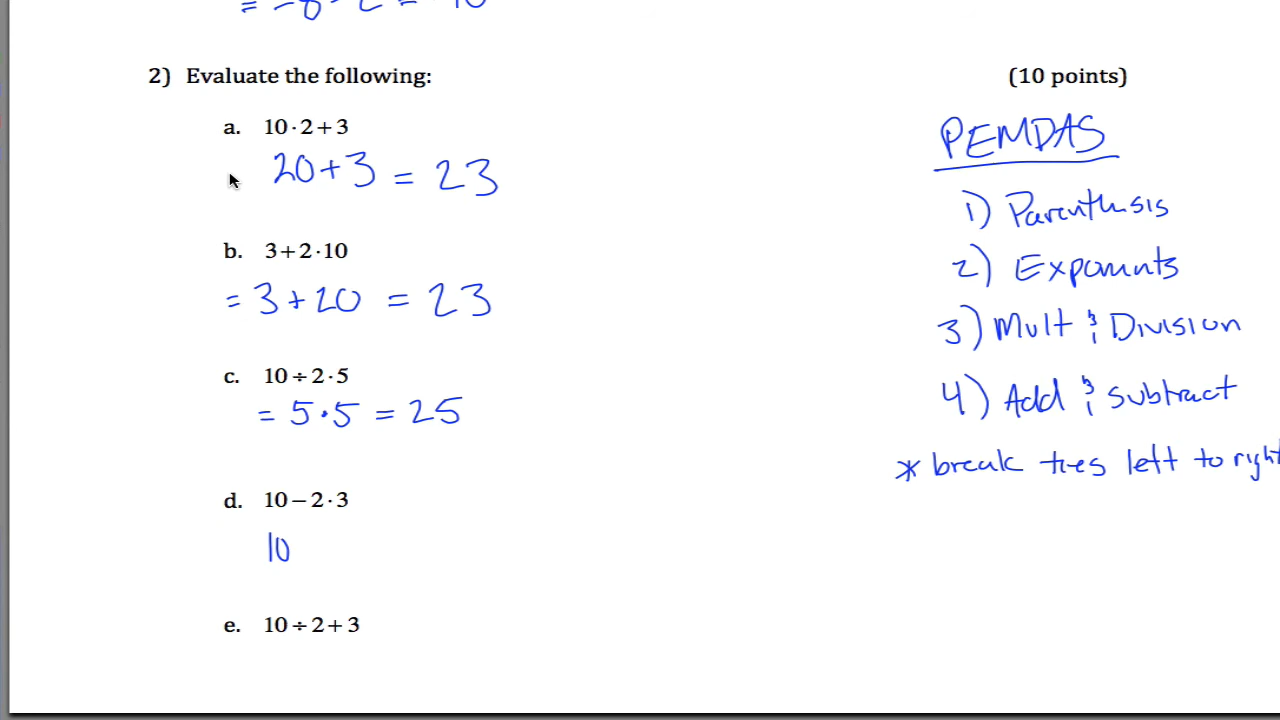 2) Evaluate the following: (10 points)
a. 10·2+3
20+3 = 23
b. 3+2·10
= 3+20 = 23
c. 10÷2·5
= 5·5 = 25
d. 10−2·3
10
e. 10÷2+3
PEMDAS
1) Parenthsis
2) Exponents
3) Mult & Division
4) Add & subtract
* break ties left to right